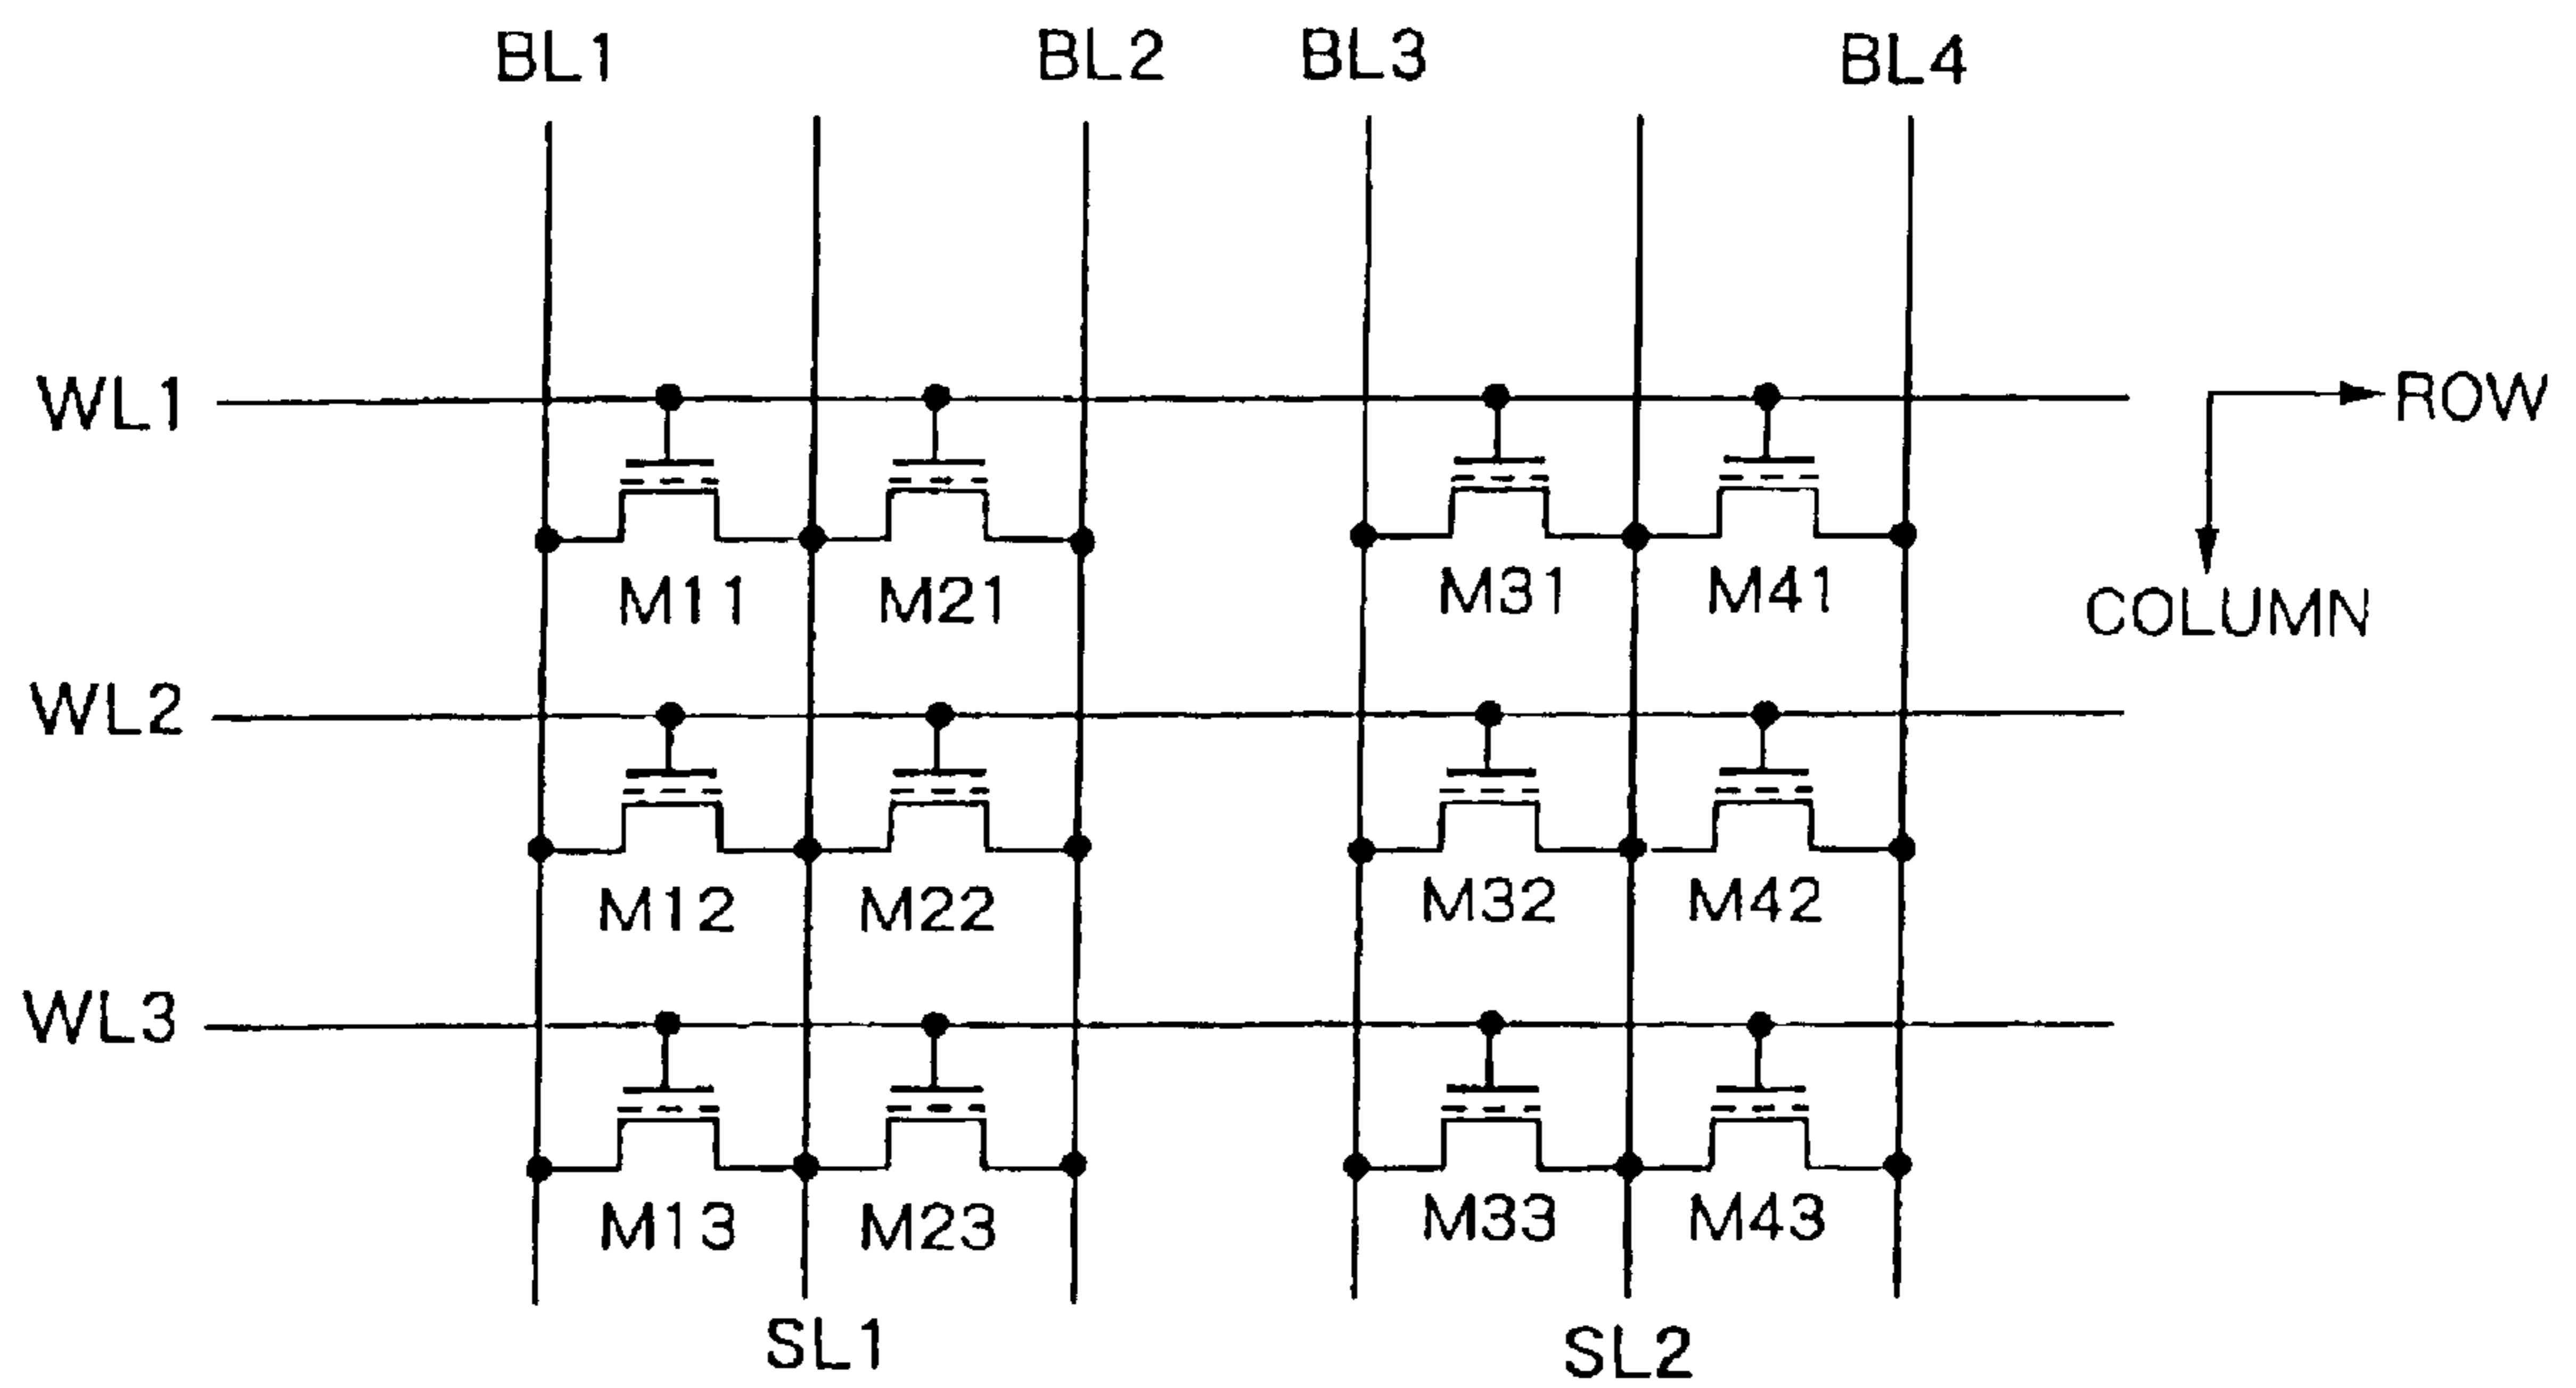 BL1 BL2 BL3 BL4
WL1 ROW
M11 M21 M31 M41
COLUMN
WL2
M12 M22 M32 M42
WL3
M13 M23 M33 M43
SL1 SL2